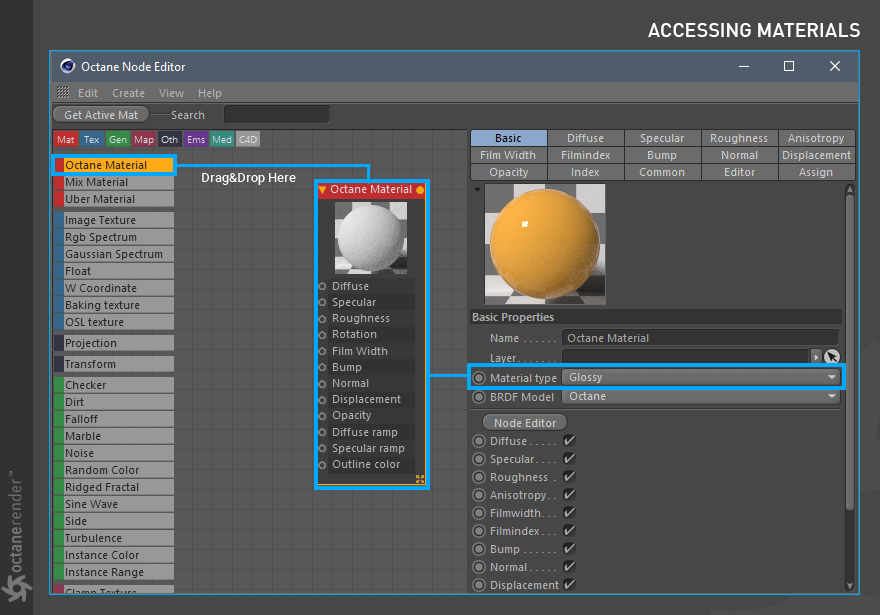 ACCESSING MATERIALS
Octane Node Editor
Edit Create View Help
Get Active Mat Search
Mat Tex Gen Map Oth Ems Med C4D
Octane Material
Mix Material
Uber Material
Image Texture
Rgb Spectrum
Gaussian Spectrum
Float
W Coordinate
Baking texture
OSL texture
Projection
Transform
Checker
Dirt
Falloff
Marble
Noise
Random Color
Ridged Fractal
Sine Wave
Side
Turbulence
Instance Color
Instance Range
Clamp Texture
Drag&Drop Here
Octane Material
Diffuse
Specular
Roughness
Rotation
Film Width
Bump
Normal
Displacement
Opacity
Diffuse ramp
Specular ramp
Outline color
Basic Diffuse Specular Roughness Anisotropy
Film Width Filmindex Bump Normal Displacement
Opacity Index Common Editor Assign
Basic Properties
Name . . . . . . Octane Material
Layer . . . . . . .
Material type Glossy
BRDF Model Octane
Node Editor
Diffuse . . . . .
Specular . . . .
Roughness .
Anisotropy . .
Filmwidth . . .
Filmindex . . .
Bump . . . . . .
Normal . . . . .
Displacement
octanerender™